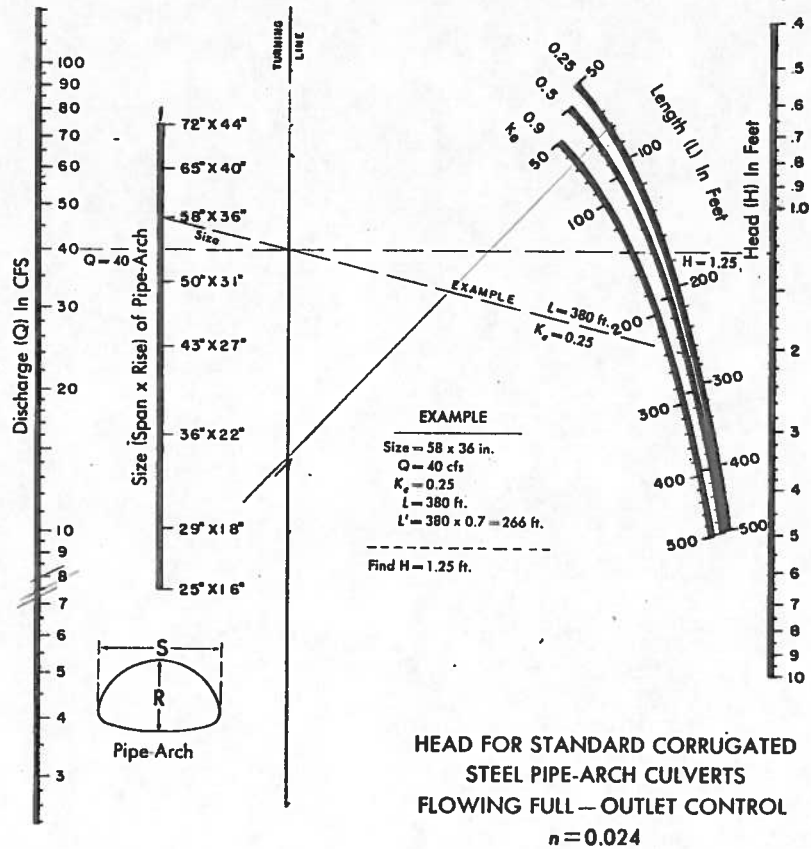 Discharge (Q) In CFS
100
90
80
70
60
50
40
30
20
10
9
8
7
6
5
4
3
Q = 40
Size (Span x Rise) of Pipe-Arch
72" X 44"
65" X 40"
58" X 36"
50" X 31"
43" X 27"
36" X 22"
29" X 18"
25" X 16"
Size
TURNING
LINE
EXAMPLE
L = 380 ft.
Ke = 0.25
0.25
0.5
0.9
Ke
50
100
200
300
400
500
50
100
200
300
400
500
Length (L) In Feet
H = 1.25
Head (H) In Feet
.4
.5
.6
.7
.8
.9
1.0
2
3
4
5
6
7
8
9
10
EXAMPLE
Size = 58 x 36 in.
Q = 40 cfs
Ke = 0.25
L = 380 ft.
L' = 380 x 0.7 = 266 ft.
Find H = 1.25 ft.
S
R
Pipe-Arch
HEAD FOR STANDARD CORRUGATED
STEEL PIPE-ARCH CULVERTS
FLOWING FULL — OUTLET CONTROL
n = 0.024